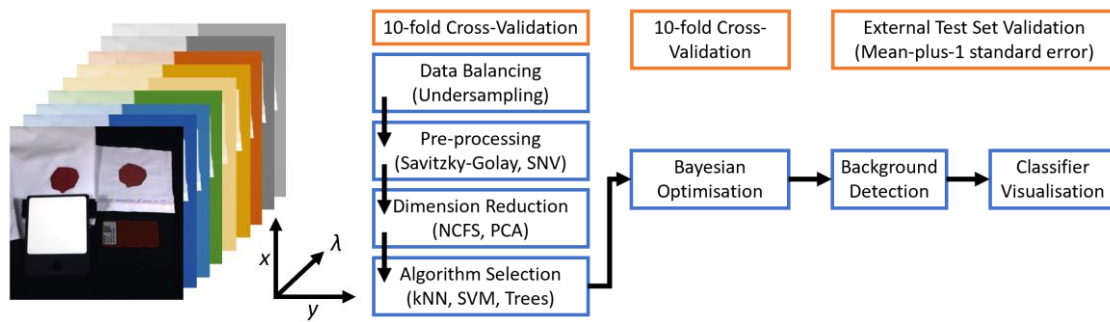 10-fold Cross-Validation
Data Balancing
(Undersampling)
Pre-processing
(Savitzky-Golay, SNV)
Dimension Reduction
(NCFS, PCA)
Algorithm Selection
(kNN, SVM, Trees)
10-fold Cross-
Validation
Bayesian
Optimisation
External Test Set Validation
(Mean-plus-1 standard error)
Background
Detection
Classifier
Visualisation
x
λ
y